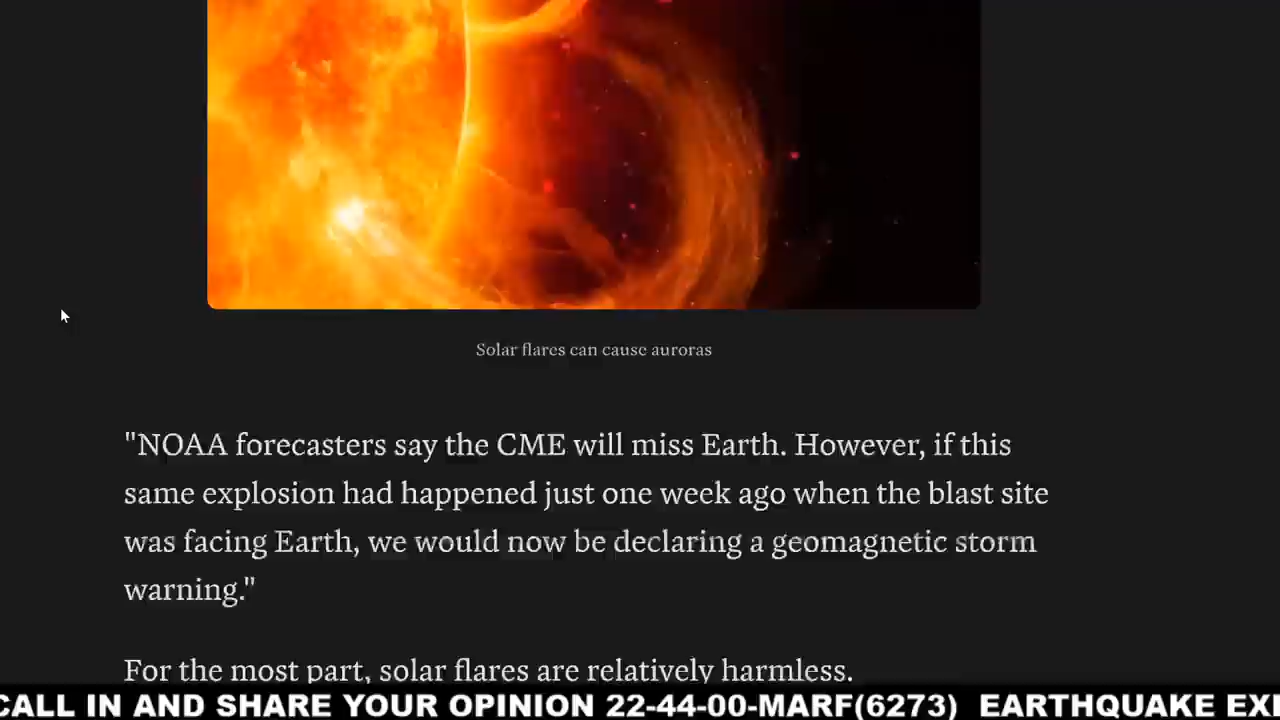 Solar flares can cause auroras
"NOAA forecasters say the CME will miss Earth. However, if this
same explosion had happened just one week ago when the blast site
was facing Earth, we would now be declaring a geomagnetic storm
warning."
For the most part, solar flares are relatively harmless.
CALL IN AND SHARE YOUR OPINION 22-44-00-MARF(6273) EARTHQUAKE